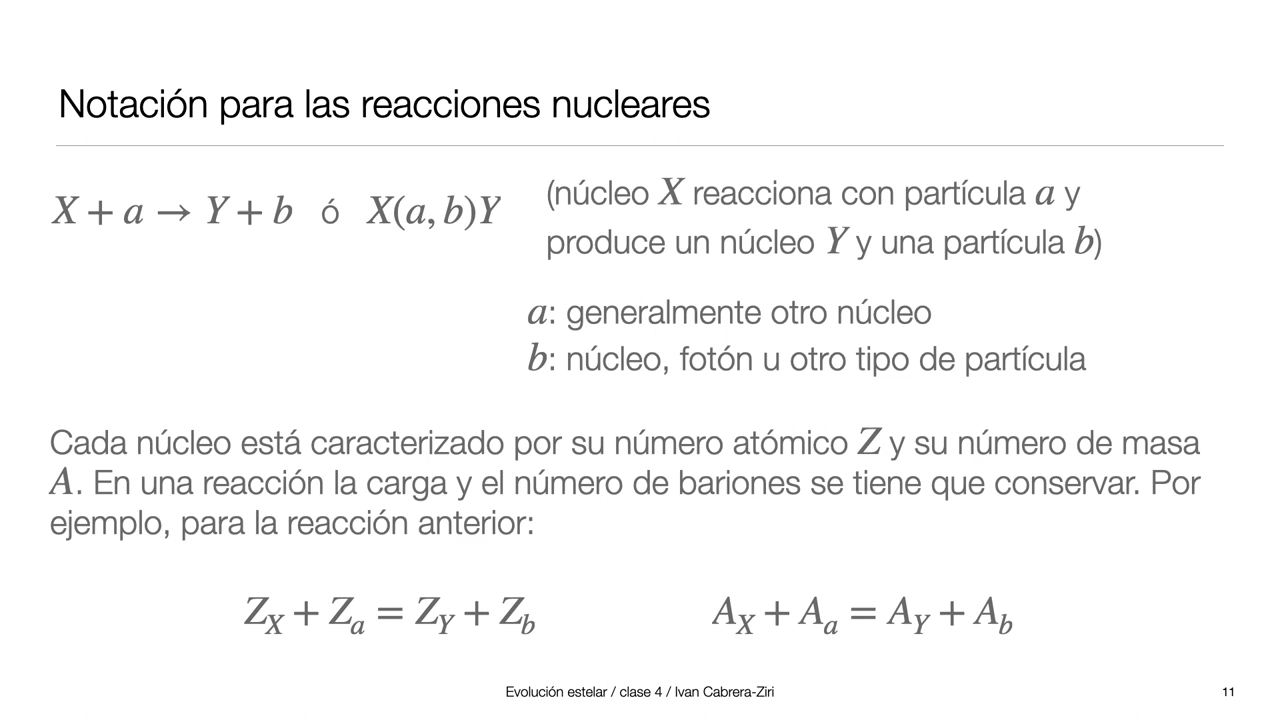 Notación para las reacciones nucleares
X + a → Y + b ó X(a, b)Y
(núcleo X reacciona con partícula a y
produce un núcleo Y y una partícula b)
a: generalmente otro núcleo
b: núcleo, fotón u otro tipo de partícula
Cada núcleo está caracterizado por su número atómico Z y su número de masa
A. En una reacción la carga y el número de bariones se tiene que conservar. Por
ejemplo, para la reacción anterior:
Z_X + Z_a = Z_Y + Z_b
A_X + A_a = A_Y + A_b
Evolución estelar / clase 4 / Ivan Cabrera-Ziri
11